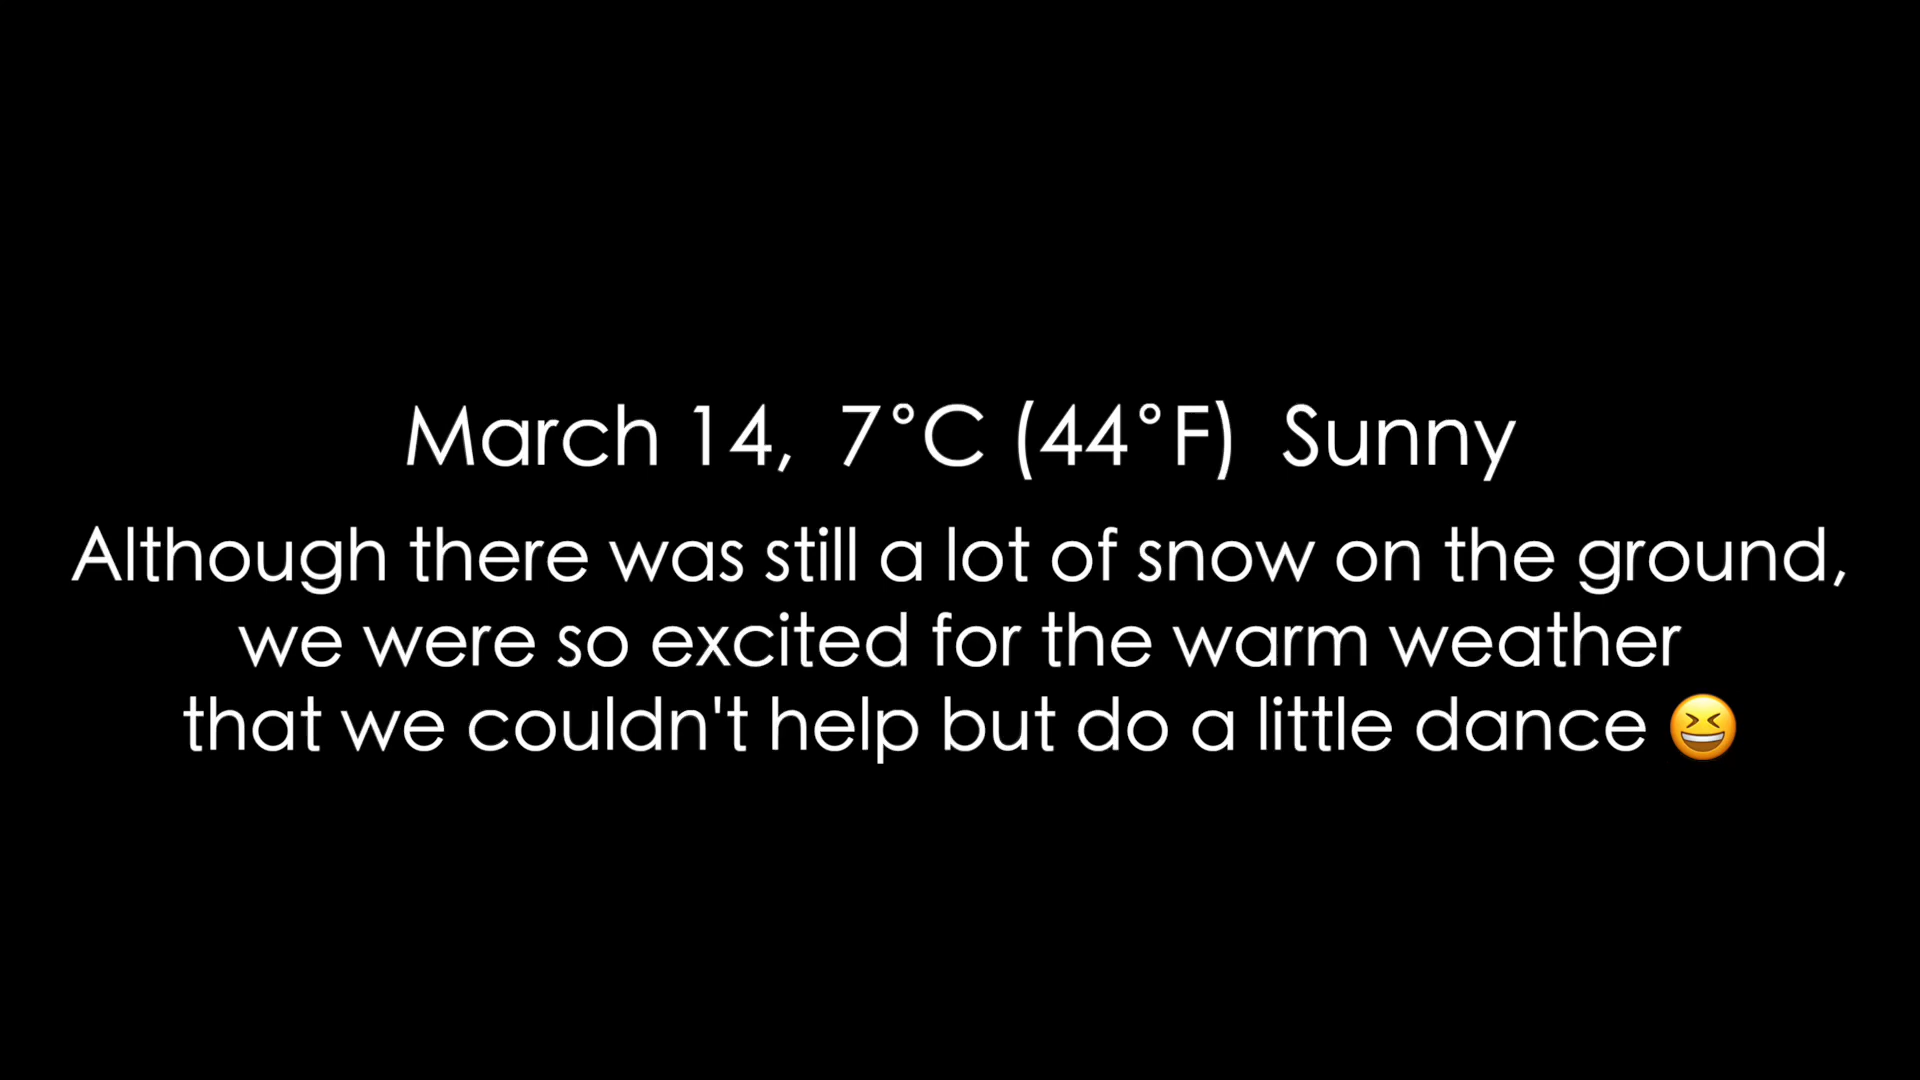 March 14,  7°C (44°F)  Sunny
Although there was still a lot of snow on the ground,
we were so excited for the warm weather
that we couldn't help but do a little dance 😆